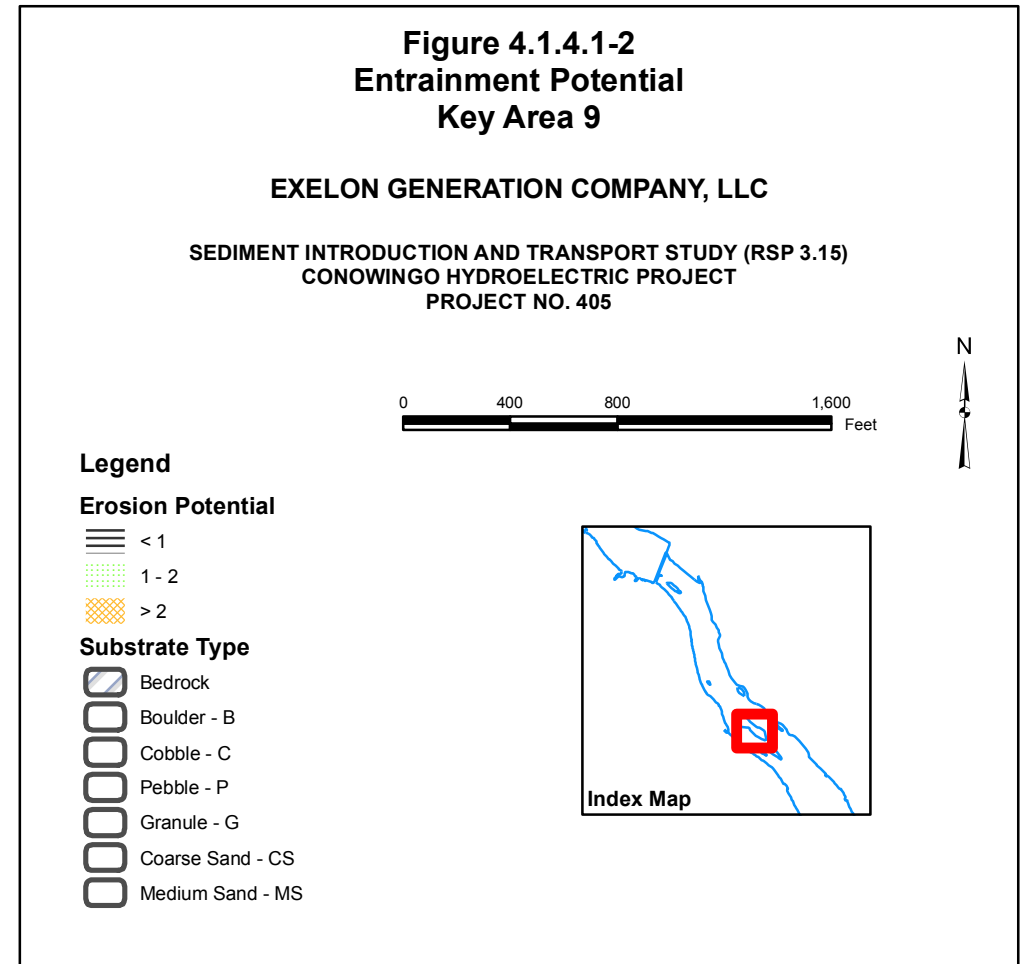 Figure 4.1.4.1-2
Entrainment Potential
Key Area 9
EXELON GENERATION COMPANY, LLC
SEDIMENT INTRODUCTION AND TRANSPORT STUDY (RSP 3.15)
CONOWINGO HYDROELECTRIC PROJECT
PROJECT NO. 405
N
0 400 800 1,600
Feet
Legend
Erosion Potential
< 1
1 - 2
> 2
Substrate Type
Bedrock
Boulder - B
Cobble - C
Pebble - P
Granule - G
Coarse Sand - CS
Medium Sand - MS
Index Map